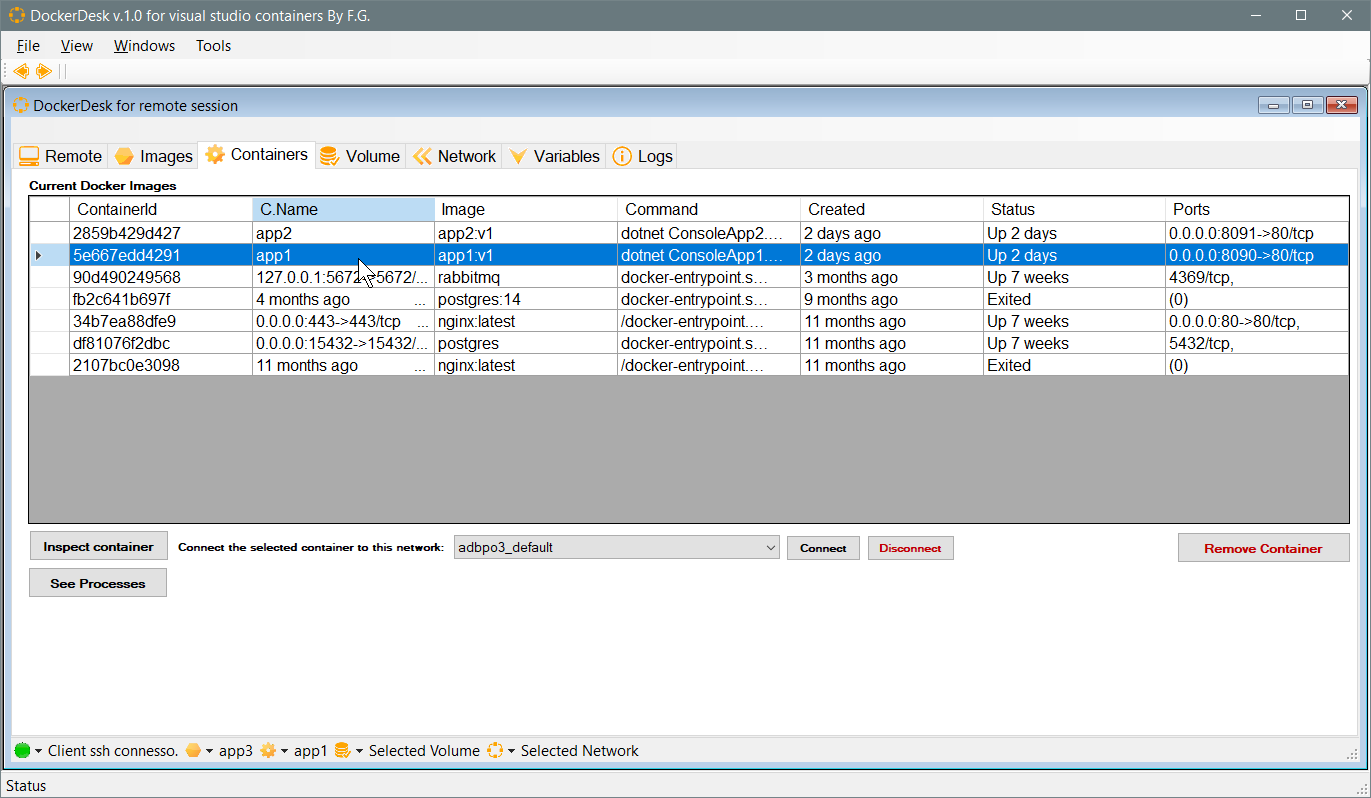 DockerDesk v.1.0 for visual studio containers By F.G.
File View Windows Tools
DockerDesk for remote session
Remote Images Containers Volume Network Variables Logs
Current Docker Images
ContainerId C.Name Image Command Created Status Ports
2859b429d427 app2 app2:v1 dotnet ConsoleApp2.... 2 days ago Up 2 days 0.0.0.0:8091->80/tcp
5e667edd4291 app1 app1:v1 dotnet ConsoleApp1.... 2 days ago Up 2 days 0.0.0.0:8090->80/tcp
90d490249568 127.0.0.1:5672->5672/... rabbitmq docker-entrypoint.s... 3 months ago Up 7 weeks 4369/tcp,
fb2c641b697f 4 months ago ... postgres:14 docker-entrypoint.s... 9 months ago Exited (0)
34b7ea88dfe9 0.0.0.0:443->443/tcp ... nginx:latest /docker-entrypoint.... 11 months ago Up 7 weeks 0.0.0.0:80->80/tcp,
df81076f2dbc 0.0.0.0:15432->15432/... postgres docker-entrypoint.s... 11 months ago Up 7 weeks 5432/tcp,
2107bc0e3098 11 months ago ... nginx:latest /docker-entrypoint.... 11 months ago Exited (0)
Inspect container Connect the selected container to this network: adbpo3_default Connect Disconnect Remove Container
See Processes
Client ssh connesso. app3 app1 Selected Volume Selected Network
Status